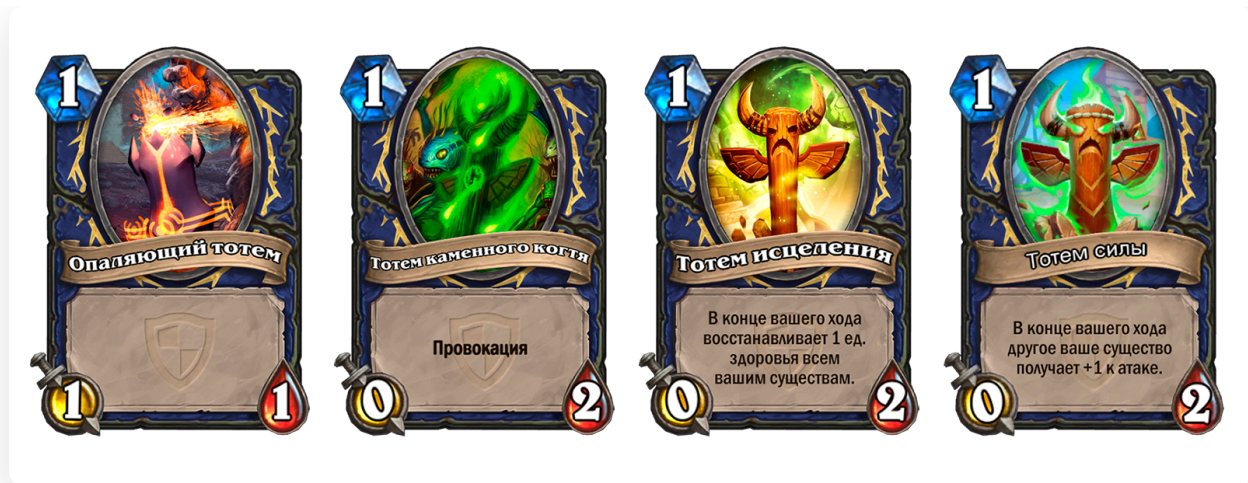 1
Опаляющий тотем
1
1
1
Тотем каменного когтя
Провокация
0
2
1
Тотем исцеления
В конце вашего хода
восстанавливает 1 ед.
здоровья всем
вашим существам.
0
2
1
Тотем силы
В конце вашего хода
другое ваше существо
получает +1 к атаке.
0
2